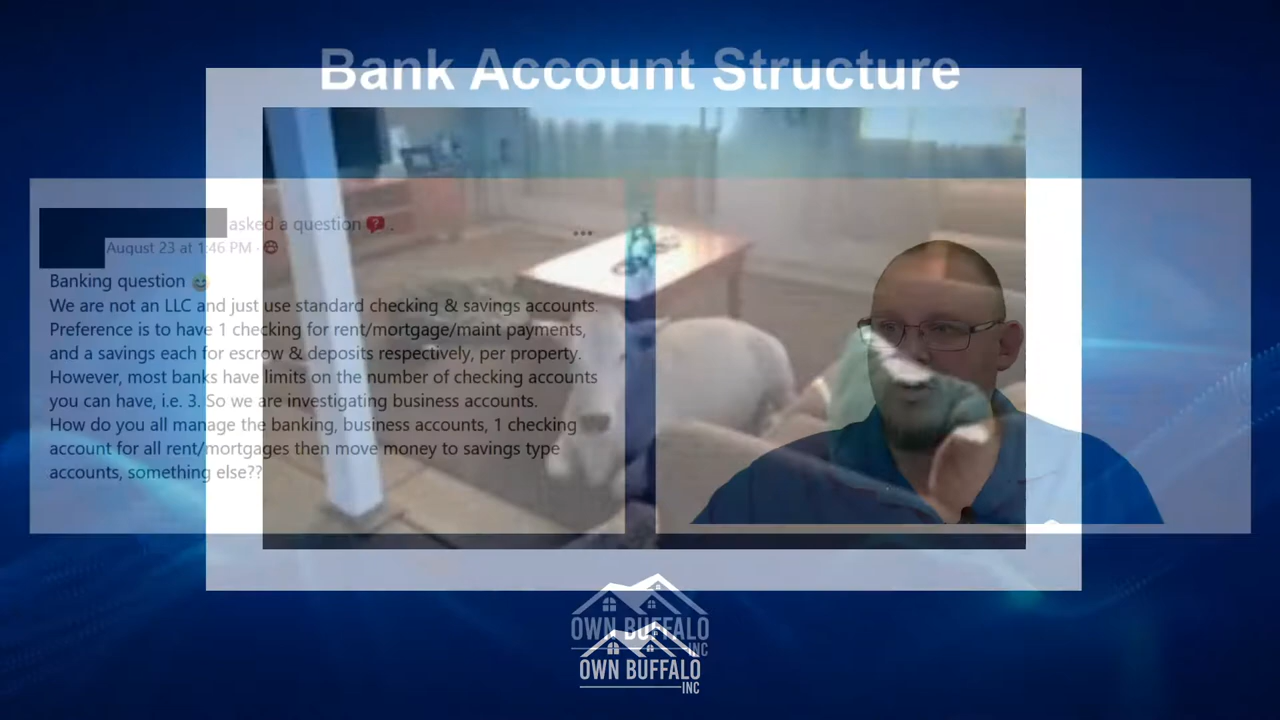 Bank Account Structure
asked a question
August 23 at 1:46 PM ·
Banking question
We are not an LLC and just use standard checking & savings accounts.
Preference is to have 1 checking for rent/mortgage/maint payments,
and a savings each for escrow & deposits respectively, per property.
However, most banks have limits on the number of checking accounts
you can have, i.e. 3. So we are investigating business accounts.
How do you all manage the banking, business accounts, 1 checking
account for all rent/mortgages then move money to savings type
accounts, something else??
OWN BUFFALO
INC
OWN BUFFALO
INC